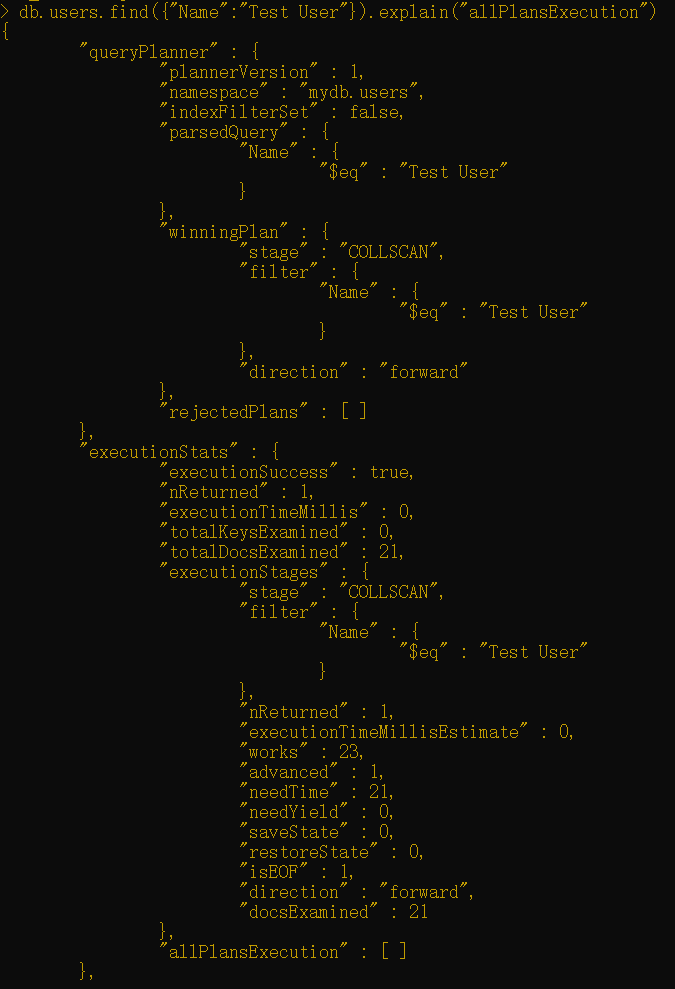 > db.users.find({"Name":"Test User"}).explain("allPlansExecution")
{
        "queryPlanner" : {
                "plannerVersion" : 1,
                "namespace" : "mydb.users",
                "indexFilterSet" : false,
                "parsedQuery" : {
                        "Name" : {
                                "$eq" : "Test User"
                        }
                },
                "winningPlan" : {
                        "stage" : "COLLSCAN",
                        "filter" : {
                                "Name" : {
                                        "$eq" : "Test User"
                                }
                        },
                        "direction" : "forward"
                },
                "rejectedPlans" : [ ]
        },
        "executionStats" : {
                "executionSuccess" : true,
                "nReturned" : 1,
                "executionTimeMillis" : 0,
                "totalKeysExamined" : 0,
                "totalDocsExamined" : 21,
                "executionStages" : {
                        "stage" : "COLLSCAN",
                        "filter" : {
                                "Name" : {
                                        "$eq" : "Test User"
                                }
                        },
                        "nReturned" : 1,
                        "executionTimeMillisEstimate" : 0,
                        "works" : 23,
                        "advanced" : 1,
                        "needTime" : 21,
                        "needYield" : 0,
                        "saveState" : 0,
                        "restoreState" : 0,
                        "isEOF" : 1,
                        "direction" : "forward",
                        "docsExamined" : 21
                },
                "allPlansExecution" : [ ]
        },